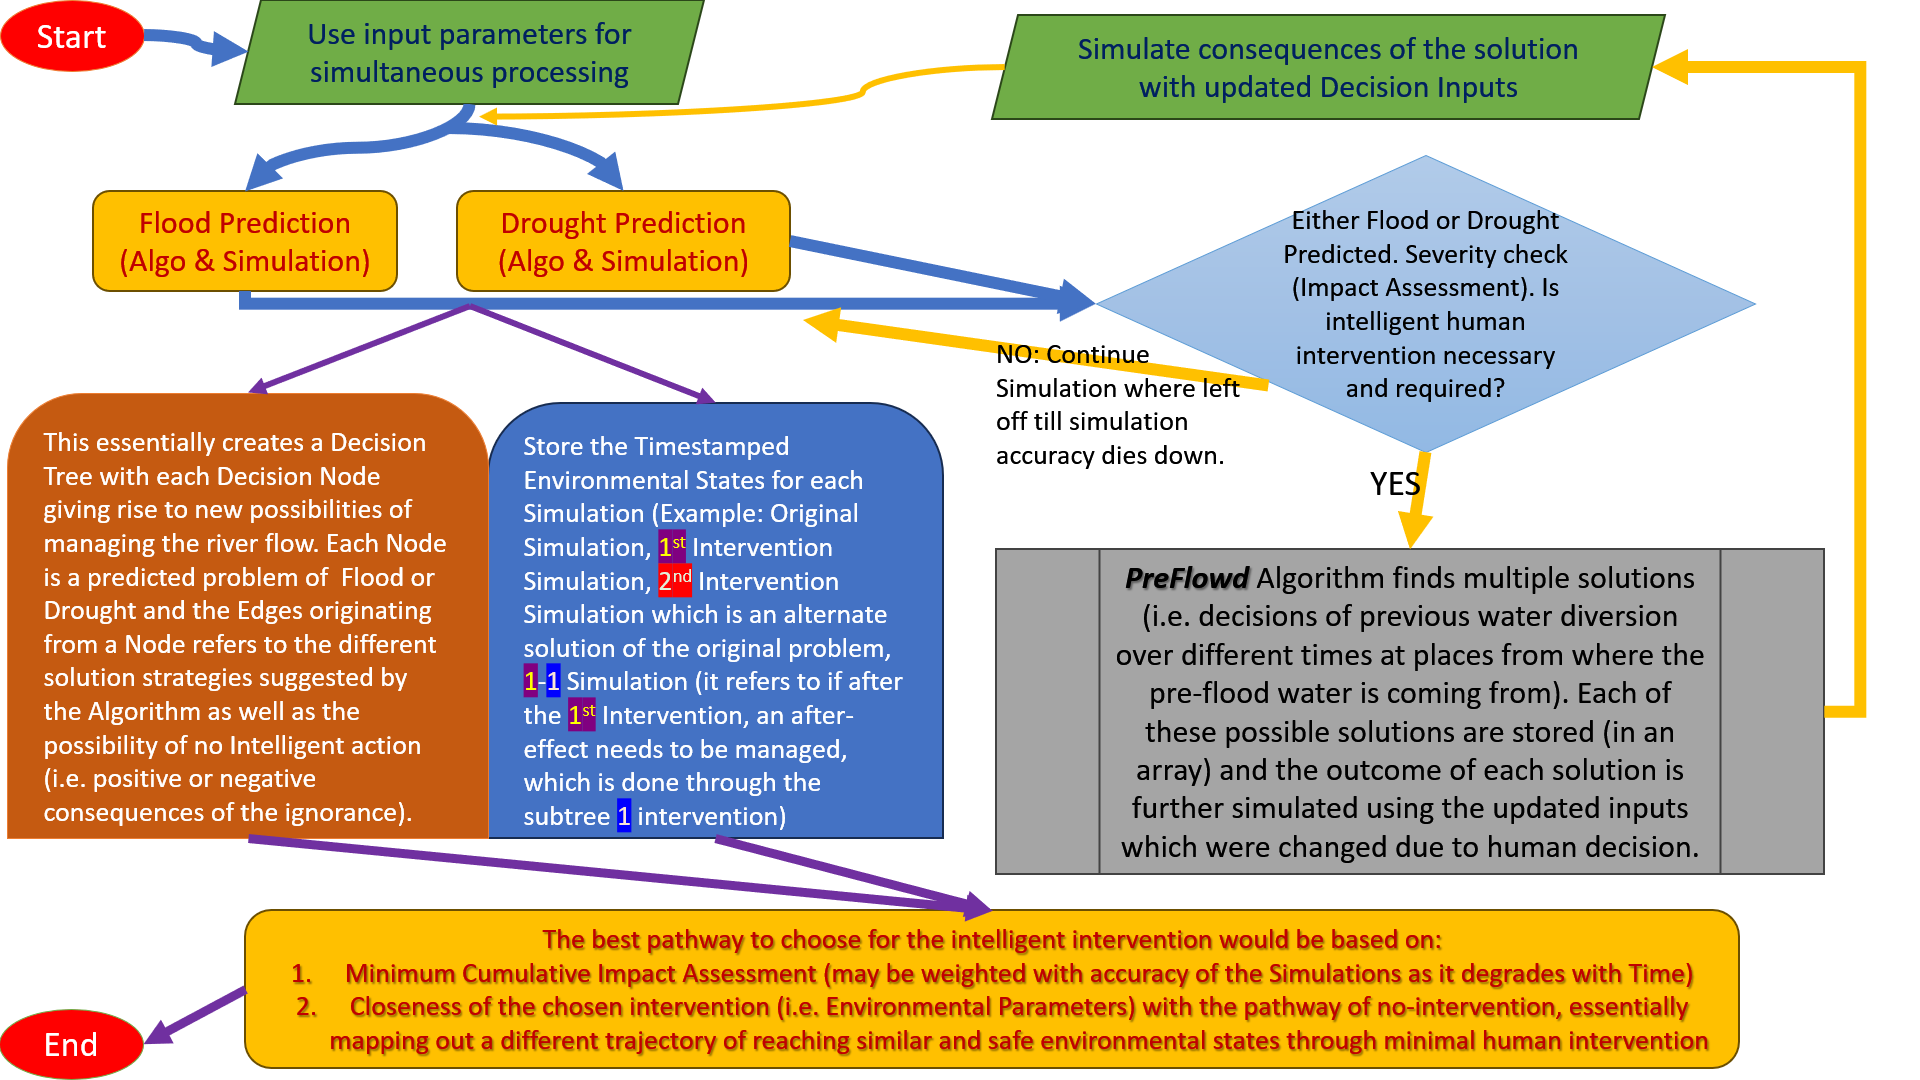 Start
Use input parameters for
simultaneous processing
Simulate consequences of the solution
with updated Decision Inputs
Flood Prediction
(Algo & Simulation)
Drought Prediction
(Algo & Simulation)
Either Flood or Drought
Predicted. Severity check
(Impact Assessment). Is
intelligent human
intervention necessary
and required?
NO: Continue
Simulation where left
off till simulation
accuracy dies down.
YES
This essentially creates a Decision
Tree with each Decision Node
giving rise to new possibilities of
managing the river flow. Each Node
is a predicted problem of  Flood or
Drought and the Edges originating
from a Node refers to the different
solution strategies suggested by
the Algorithm as well as the
possibility of no Intelligent action
(i.e. positive or negative
consequences of the ignorance).
Store the Timestamped
Environmental States for each
Simulation (Example: Original
Simulation, 1st Intervention
Simulation, 2nd Intervention
Simulation which is an alternate
solution of the original problem,
1-1 Simulation (it refers to if after
the 1st Intervention, an after-
effect needs to be managed,
which is done through the
subtree 1 intervention)
PreFlowd Algorithm finds multiple solutions
(i.e. decisions of previous water diversion
over different times at places from where the
pre-flood water is coming from). Each of
these possible solutions are stored (in an
array) and the outcome of each solution is
further simulated using the updated inputs
which were changed due to human decision.
The best pathway to choose for the intelligent intervention would be based on:
1. Minimum Cumulative Impact Assessment (may be weighted with accuracy of the Simulations as it degrades with Time)
2. Closeness of the chosen intervention (i.e. Environmental Parameters) with the pathway of no-intervention, essentially
mapping out a different trajectory of reaching similar and safe environmental states through minimal human intervention
End